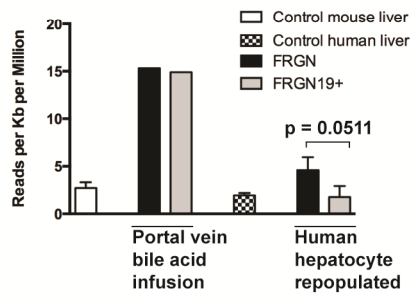 Control mouse liver
Control human liver
FRGN
FRGN19+
Reads per Kb per Million
20
15
10
5
0
p = 0.0511
Portal vein
bile acid
infusion
Human
hepatocyte
repopulated